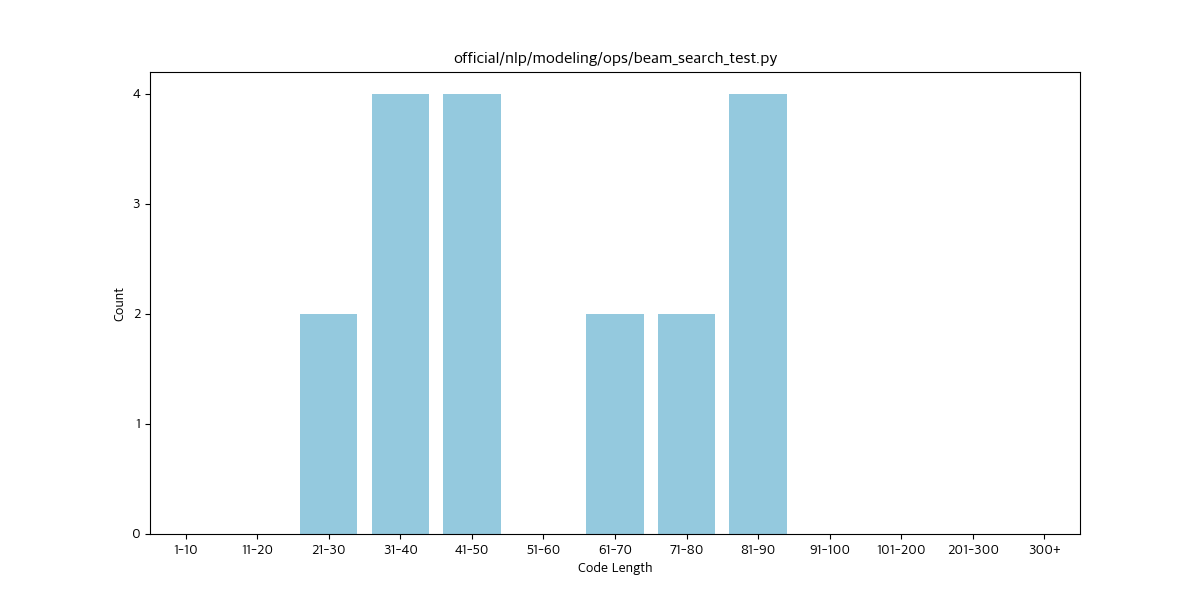 official/nlp/modeling/ops/beam_search_test.py
4
3
2
1
0
Count
1-10 11-20 21-30 31-40 41-50 51-60 61-70 71-80 81-90 91-100 101-200 201-300 300+
Code Length